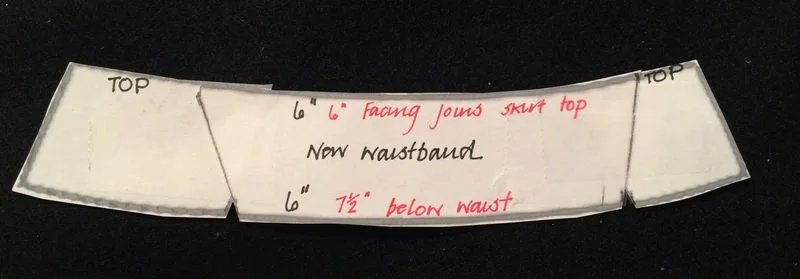 TOP
TOP
6" 6" Facing joins skirt top
New waistband
6" 7½" below waist